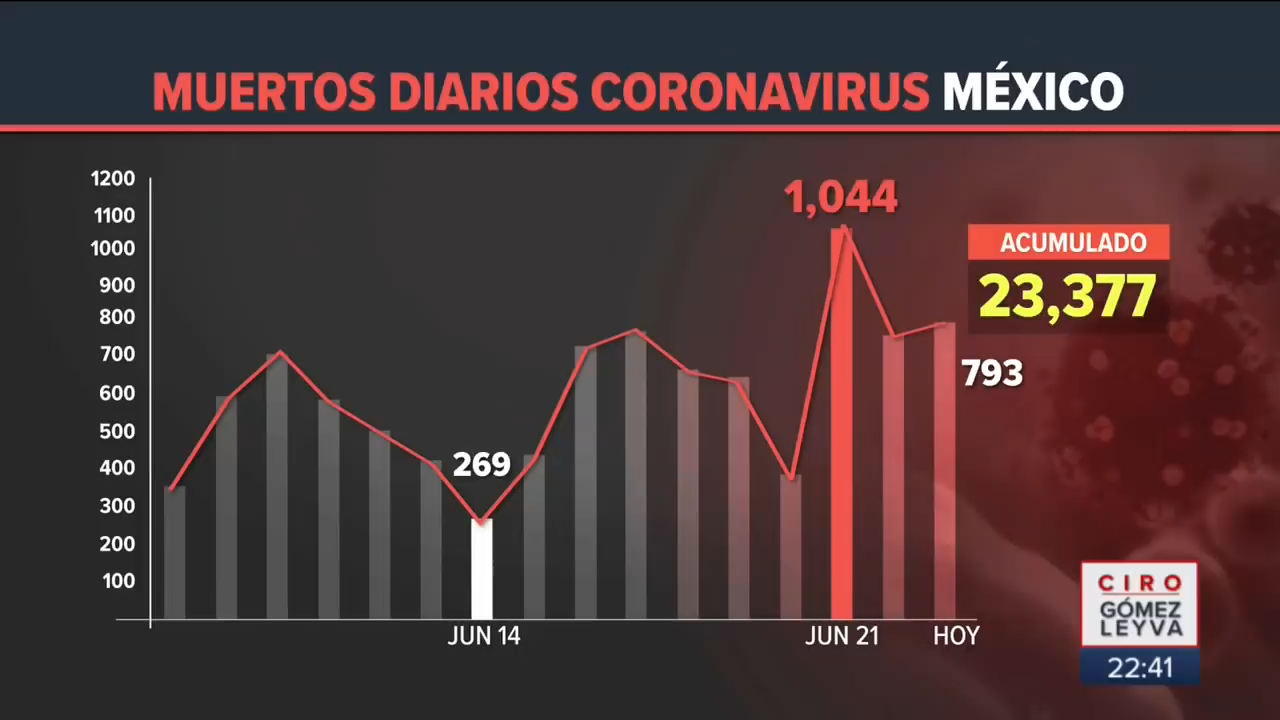 MUERTOS DIARIOS CORONAVIRUS MÉXICO
1200
1100
1000
900
800
700
600
500
400
300
200
100
1,044
269
793
ACUMULADO
23,377
JUN 14
JUN 21
HOY
CIRO
GÓMEZ
LEYVA
22:41